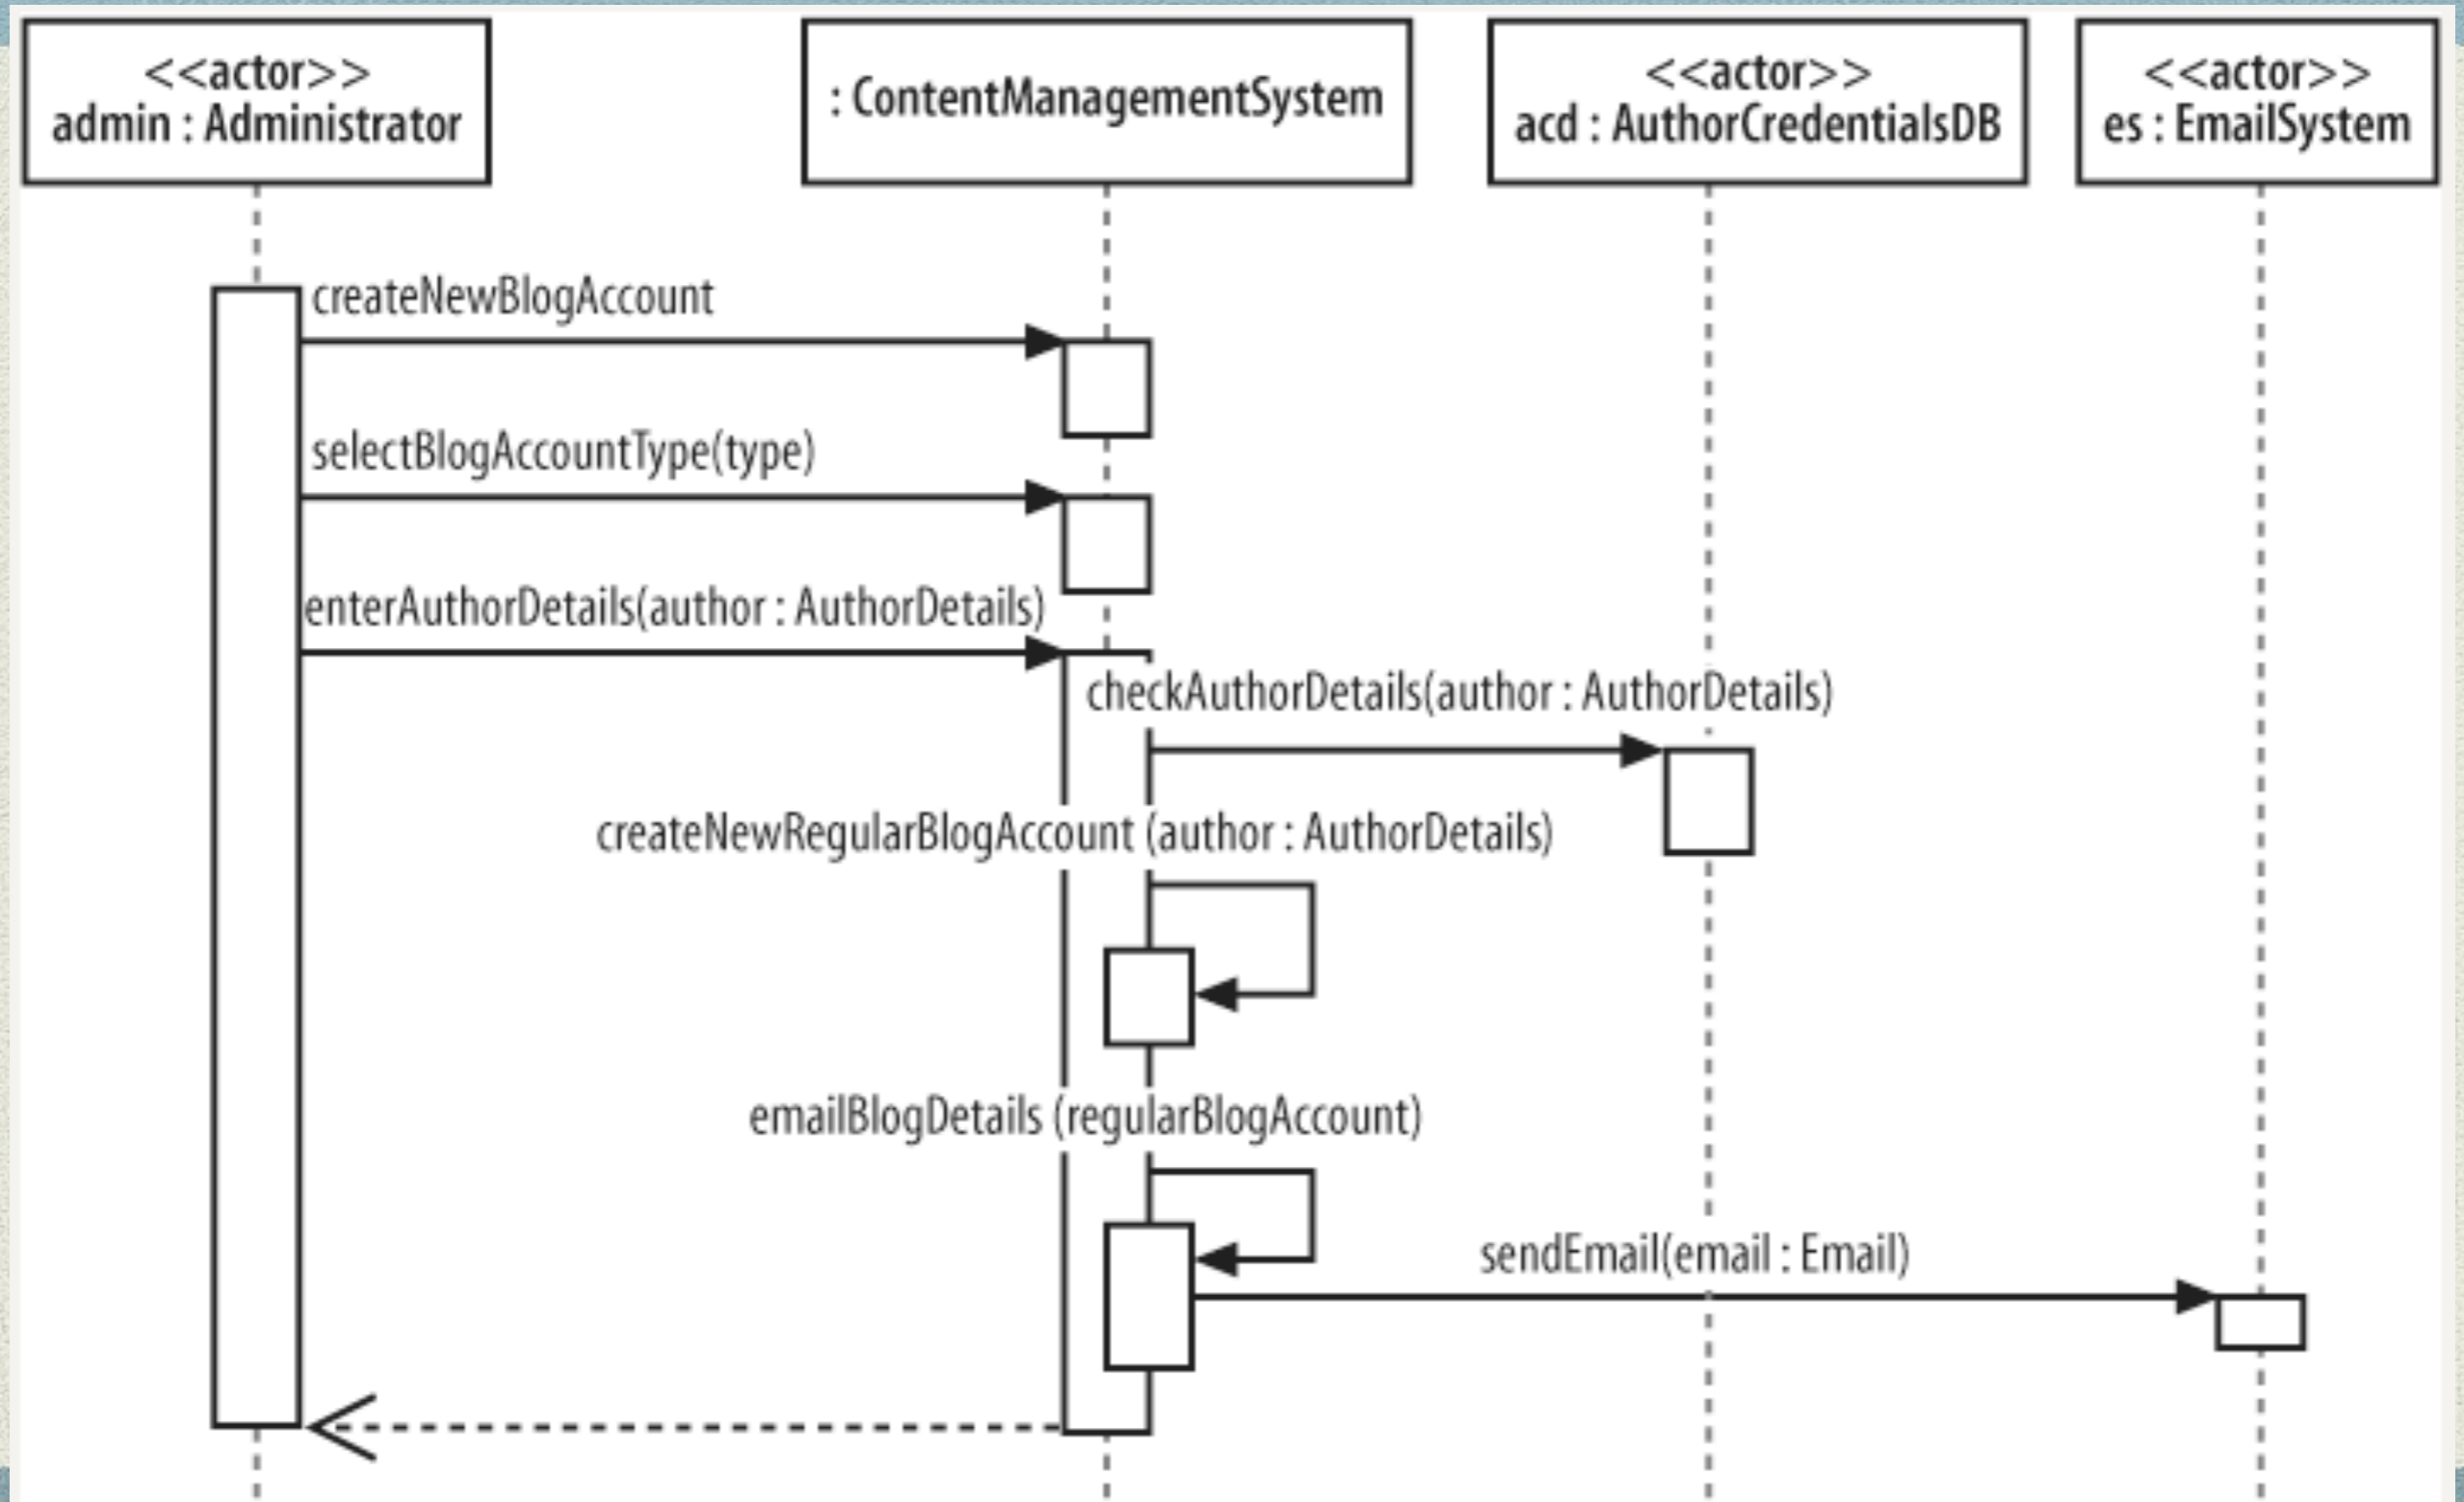 <<actor>>
admin : Administrator
: ContentManagementSystem
<<actor>>
acd : AuthorCredentialsDB
<<actor>>
es : EmailSystem
createNewBlogAccount
selectBlogAccountType(type)
enterAuthorDetails(author : AuthorDetails)
checkAuthorDetails(author : AuthorDetails)
createNewRegularBlogAccount (author : AuthorDetails)
emailBlogDetails (regularBlogAccount)
sendEmail(email : Email)